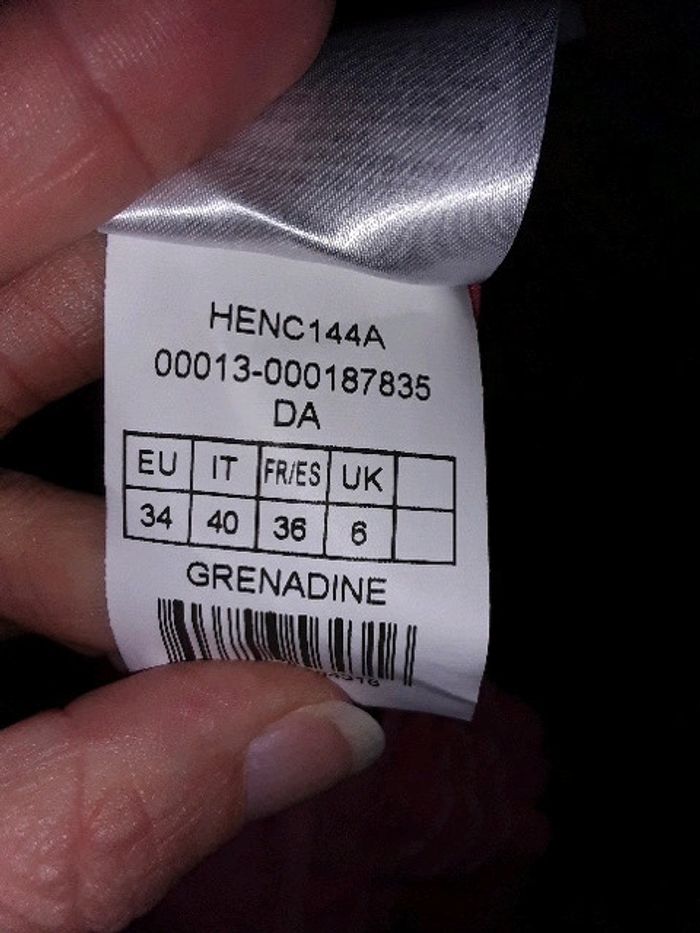 HENC144A
00013-000187835
DA
EU IT FR/ES UK
34 40 36 6
GRENADINE